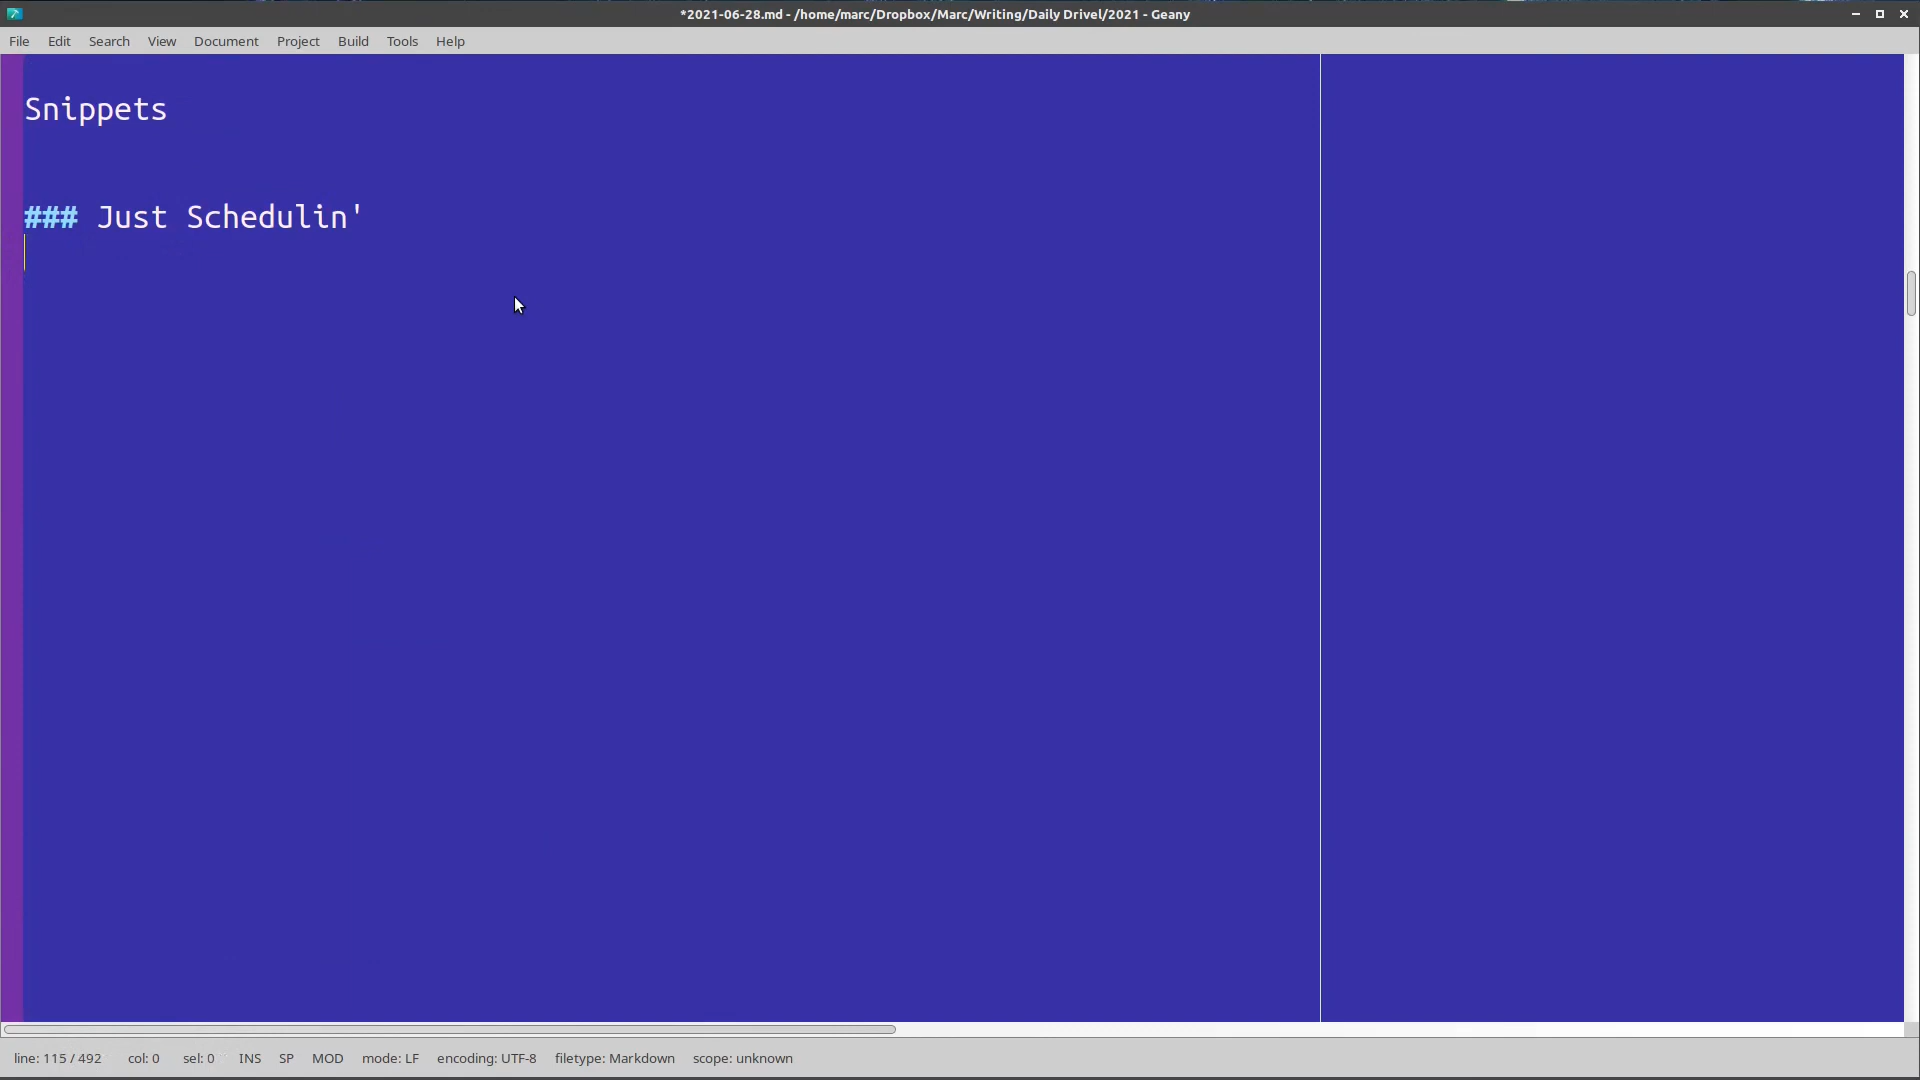 *2021-06-28.md - /home/marc/Dropbox/Marc/Writing/Daily Drivel/2021 - Geany
File Edit Search View Document Project Build Tools Help
Snippets
### Just Schedulin'
line: 115 / 492 col: 0 sel: 0 INS SP MOD mode: LF encoding: UTF-8 filetype: Markdown scope: unknown